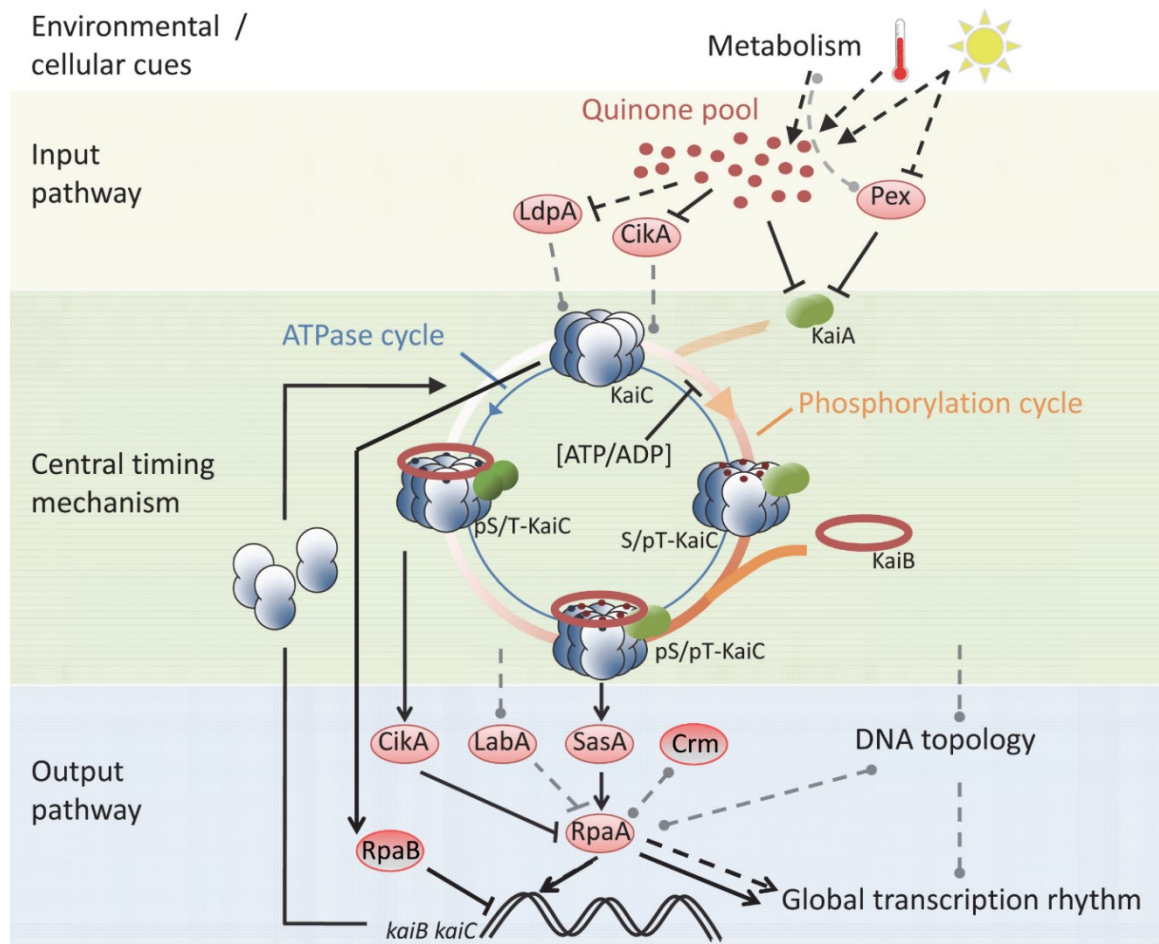 Environmental /
cellular cues
Metabolism
Quinone pool
Input
pathway
LdpA
CikA
Pex
KaiA
ATPase cycle
KaiC
Phosphorylation cycle
[ATP/ADP]
Central timing
mechanism
pS/T-KaiC
S/pT-KaiC
KaiB
pS/pT-KaiC
CikA
LabA
SasA
Crm
DNA topology
Output
pathway
RpaA
RpaB
Global transcription rhythm
kaiB kaiC